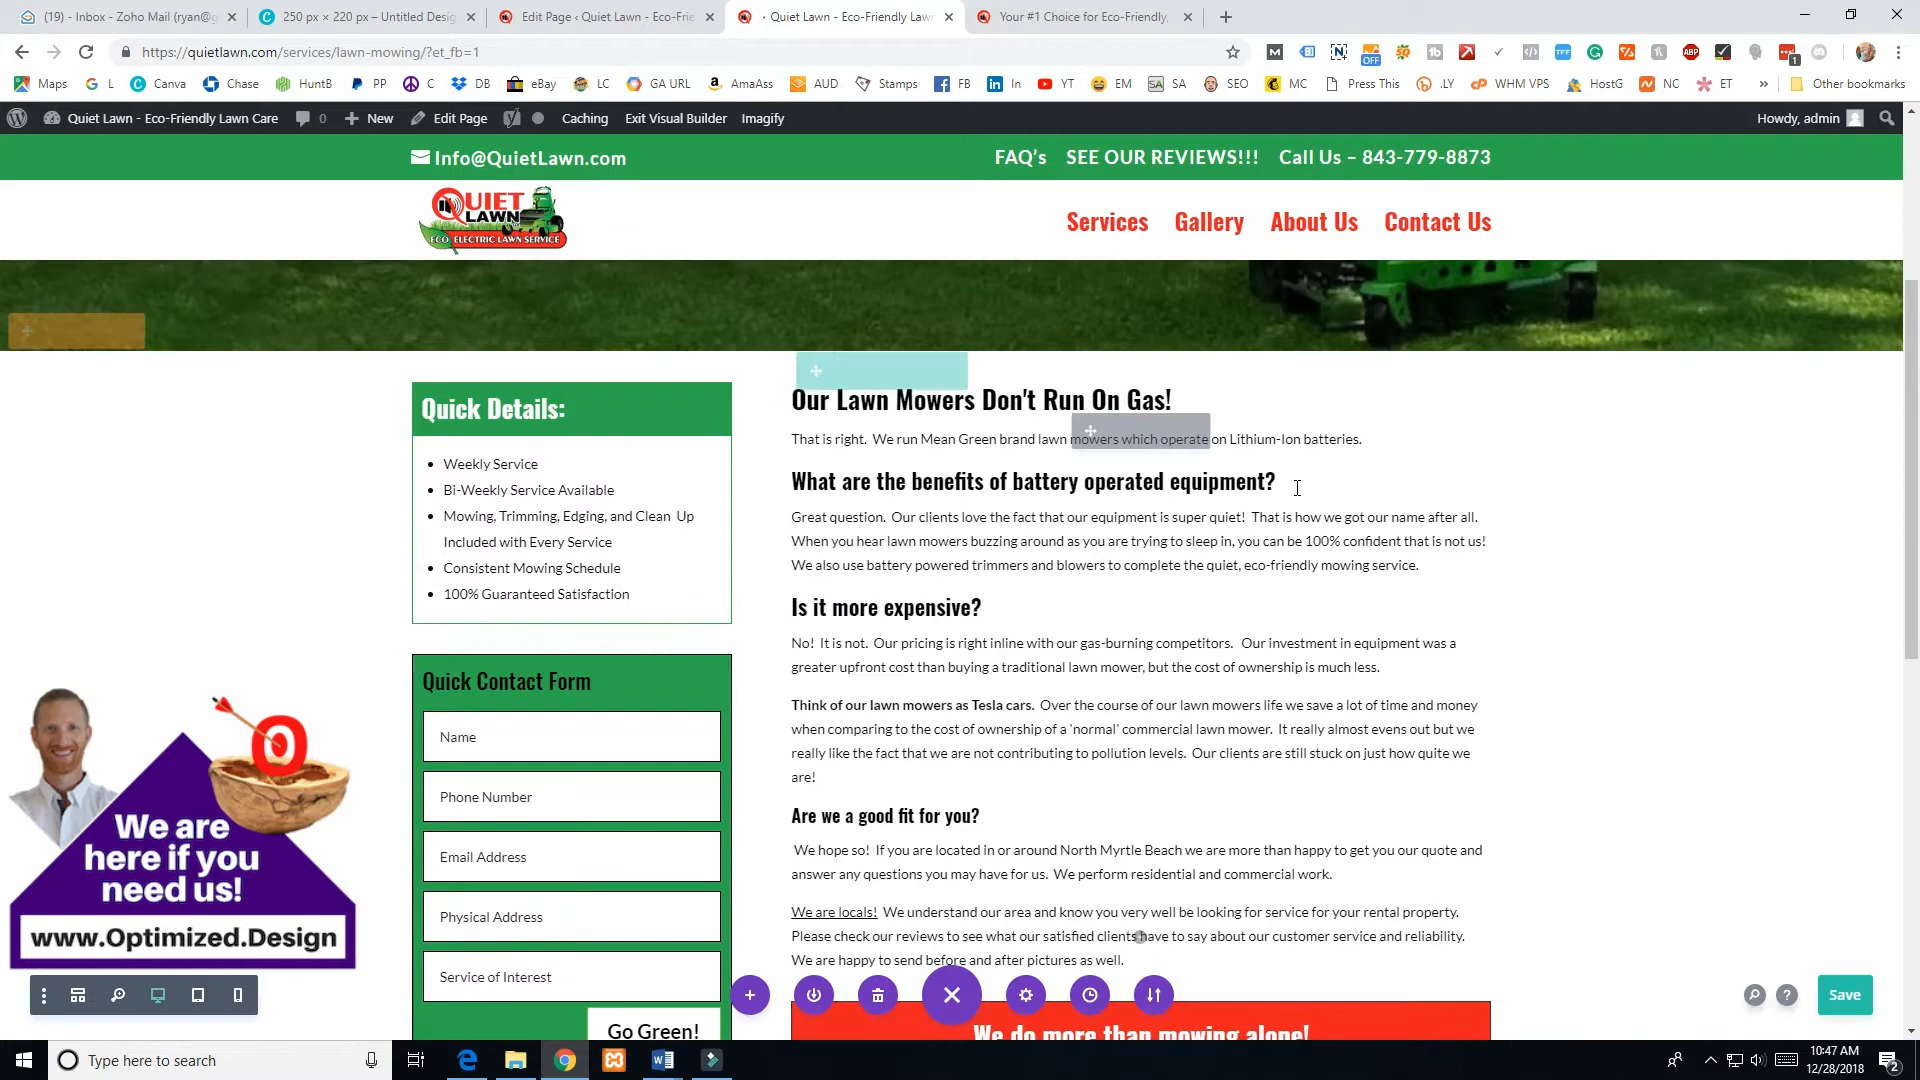 (19) - Inbox - Zoho Mail (ryan@g
250 px × 220 px – Untitled Desig
Edit Page ‹ Quiet Lawn - Eco-Frie
· Quiet Lawn - Eco-Friendly Law
Your #1 Choice for Eco-Friendly
https://quietlawn.com/services/lawn-mowing/?et_fb=1
OFF
ABP
1
Maps
G L
Canva
Chase
HuntB
PP
C
DB
eBay
LC
GA URL
AmaAss
AUD
Stamps
FB
In
YT
EM
SA SA
SEO
MC
Press This
.LY
WHM VPS
HostG
NC
ET
»
Other bookmarks
Quiet Lawn - Eco-Friendly Lawn Care
0
New
Edit Page
Caching
Exit Visual Builder
Imagify
Howdy, admin
Info@QuietLawn.com
FAQ's
SEE OUR REVIEWS!!!
Call Us – 843-779-8873
QUIET
LAWN
ECO ELECTRIC LAWN SERVICE
Services
Gallery
About Us
Contact Us
Quick Details:
• Weekly Service
• Bi-Weekly Service Available
• Mowing, Trimming, Edging, and Clean Up
Included with Every Service
• Consistent Mowing Schedule
• 100% Guaranteed Satisfaction
Quick Contact Form
Name
Phone Number
Email Address
Physical Address
Service of Interest
Go Green!
Our Lawn Mowers Don't Run On Gas!
That is right. We run Mean Green brand lawn mowers which operate on Lithium-Ion batteries.
What are the benefits of battery operated equipment?
Great question. Our clients love the fact that our equipment is super quiet! That is how we got our name after all.
When you hear lawn mowers buzzing around as you are trying to sleep in, you can be 100% confident that is not us!
We also use battery powered trimmers and blowers to complete the quiet, eco-friendly mowing service.
Is it more expensive?
No! It is not. Our pricing is right inline with our gas-burning competitors. Our investment in equipment was a
greater upfront cost than buying a traditional lawn mower, but the cost of ownership is much less.
Think of our lawn mowers as Tesla cars. Over the course of our lawn mowers life we save a lot of time and money
when comparing to the cost of ownership of a 'normal' commercial lawn mower. It really almost evens out but we
really like the fact that we are not contributing to pollution levels. Our clients are still stuck on just how quite we
are!
Are we a good fit for you?
We hope so! If you are located in or around North Myrtle Beach we are more than happy to get you our quote and
answer any questions you may have for us. We perform residential and commercial work.
We are locals! We understand our area and know you very well be looking for service for your rental property.
Please check our reviews to see what our satisfied clients have to say about our customer service and reliability.
We are happy to send before and after pictures as well.
We do more than mowing alone!
We are
here if you
need us!
www.Optimized.Design
?
Save
Type here to search
10:47 AM
12/28/2018
2